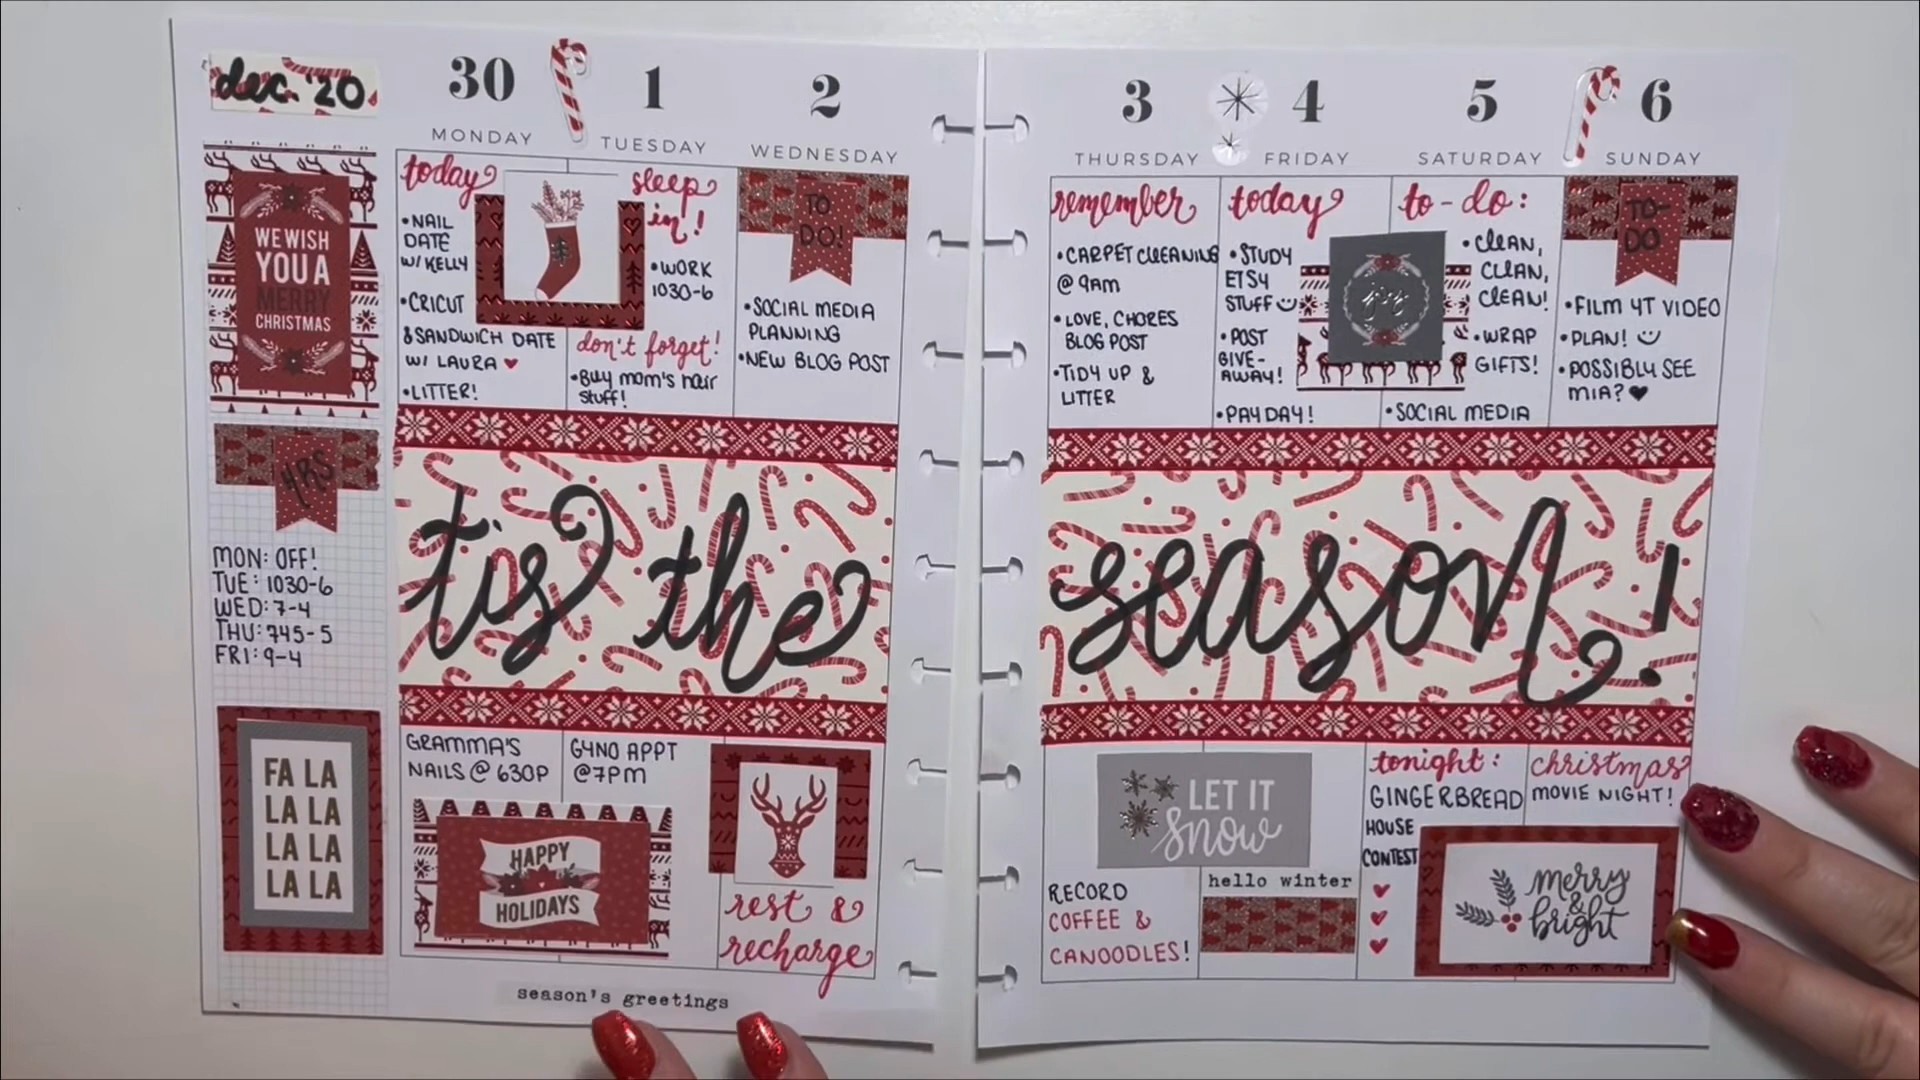 dec. '20
WE WISH
YOU A
MERRY
CHRISTMAS
HRS
MON: OFF!
TUE: 1030-6
WED: 7-4
THU: 745-5
FRI: 9-4
FA LA
LA LA
LA LA
LA LA
30
MONDAY
today
•NAIL
DATE
W/ KELLY
•CRICUT
& SANDWICH DATE
W/ LAURA ♥
•LITTER!
1
TUESDAY
sleep
in!
•WORK
1030-6
don't forget!
•BUY MOM'S HAIR
STUFF!
2
WEDNESDAY
TO
DO!
•SOCIAL MEDIA
PLANNING
•NEW BLOG POST
'tis the
GRAMMA'S
NAILS @ 630P
GYNO APPT
@7PM
HAPPY
HOLIDAYS
rest &
recharge
season's greetings
3
THURSDAY
remember
•CARPET CLEANING
@ 9AM
•LOVE, CHORES
BLOG POST
•TIDY UP &
LITTER
4
FRIDAY
today
•STUDY
ETSY
STUFF
•POST
GIVE-
AWAY!
•PAYDAY!
joy
5
SATURDAY
to-do:
•CLEAN,
CLEAN,
CLEAN!
•WRAP
GIFTS!
•SOCIAL MEDIA
6
SUNDAY
TO-
DO
•FILM YT VIDEO
•PLAN!
•POSSIBLY SEE
MIA? ♥
season!
LET IT
snow
RECORD
COFFEE &
CANOODLES!
hello winter
tonight:
GINGERBREAD
HOUSE
CONTEST
christmas
MOVIE NIGHT!
merry
&
bright